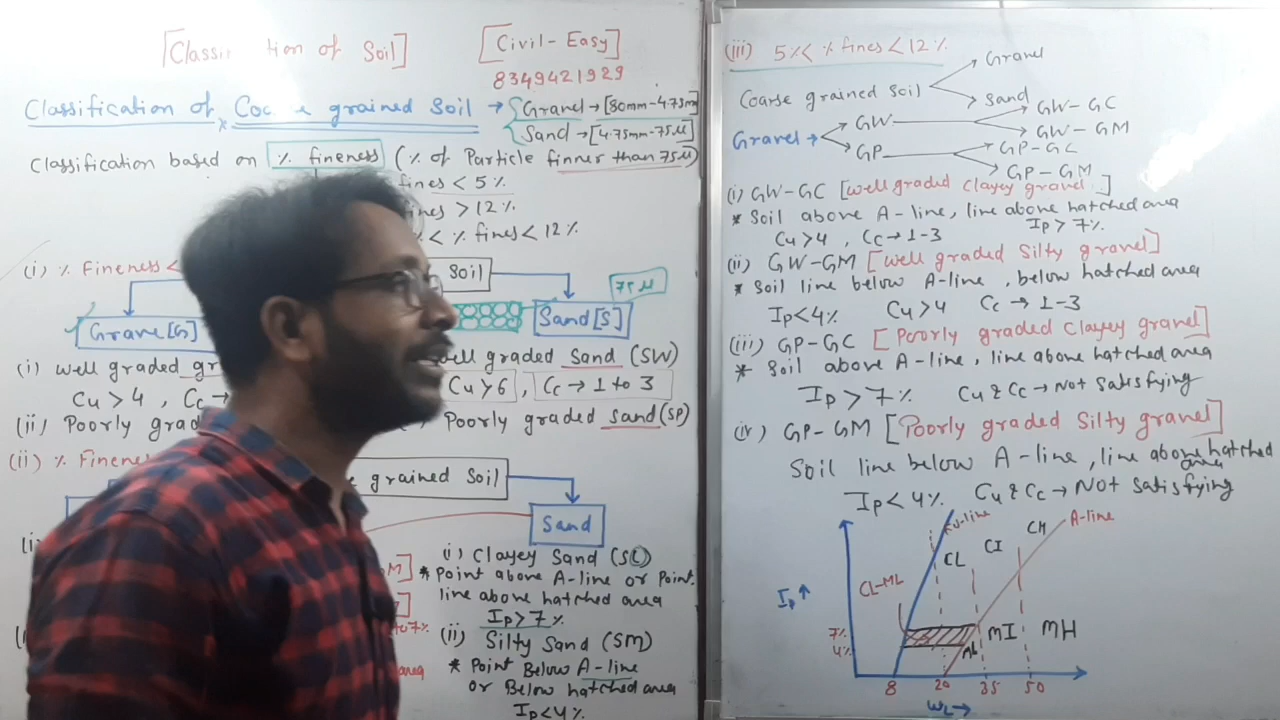 [Classi tion of Soil]
[Civil-Easy]
8349421929
Classification of Coa e grained Soil → Gravel → [80mm-4.75m
Sand → [4.75mm-75μ]
Classification based on % fineness (% of Particle finner than 75μ)
fines < 5%
ines > 12%
< % fines < 12%
(i) % Fineness <
Soil
75μ
Grave[G]
Sand[S]
(i) well graded gr
ell graded Sand (SW)
Cu > 4 , Cc →
Cu > 6 , Cc → 1 to 3
(ii) Poorly grad
Poorly graded sand(SP)
(ii) % Finene
grained Soil
Sand
(i) Clayey Sand (SC)
M] * Point above A-line or Point.
line above hatched area
to 7%
Ip > 7%
(ii) Silty Sand (SM)
* Point Below A-line
area
or Below hatched area
Ip < 4%
(iii) 5% < % fines < 12%
Coarse grained soil
Gravel
Sand
Gravel →
GW
GW-GC
GW-GM
GP
GP-GC
GP-GM
(i) GW-GC [well graded clayey gravel]
* Soil above A-line, line above hatched area
Cu > 4 , Cc → 1-3 Ip > 7%
(ii) GW-GM [well graded Silty gravel]
* Soil line below A-line , below hatched area
Ip < 4% Cu > 4 Cc → 1-3
(iii) GP-GC [Poorly graded Clayey gravel]
* Soil above A-line, line above hatched area
Ip > 7% Cu & Cc → Not Satisfying
(iv) GP-GM [Poorly graded Silty gravel]
Soil line below A-line , line above hatched area
Ip < 4% Cu & Cc → Not Satisfying
U-line
A-line
CH
CI
CL
CL-ML
Ip ↑
7%
4%
ML
MI
MH
8 20 35 50
WL →